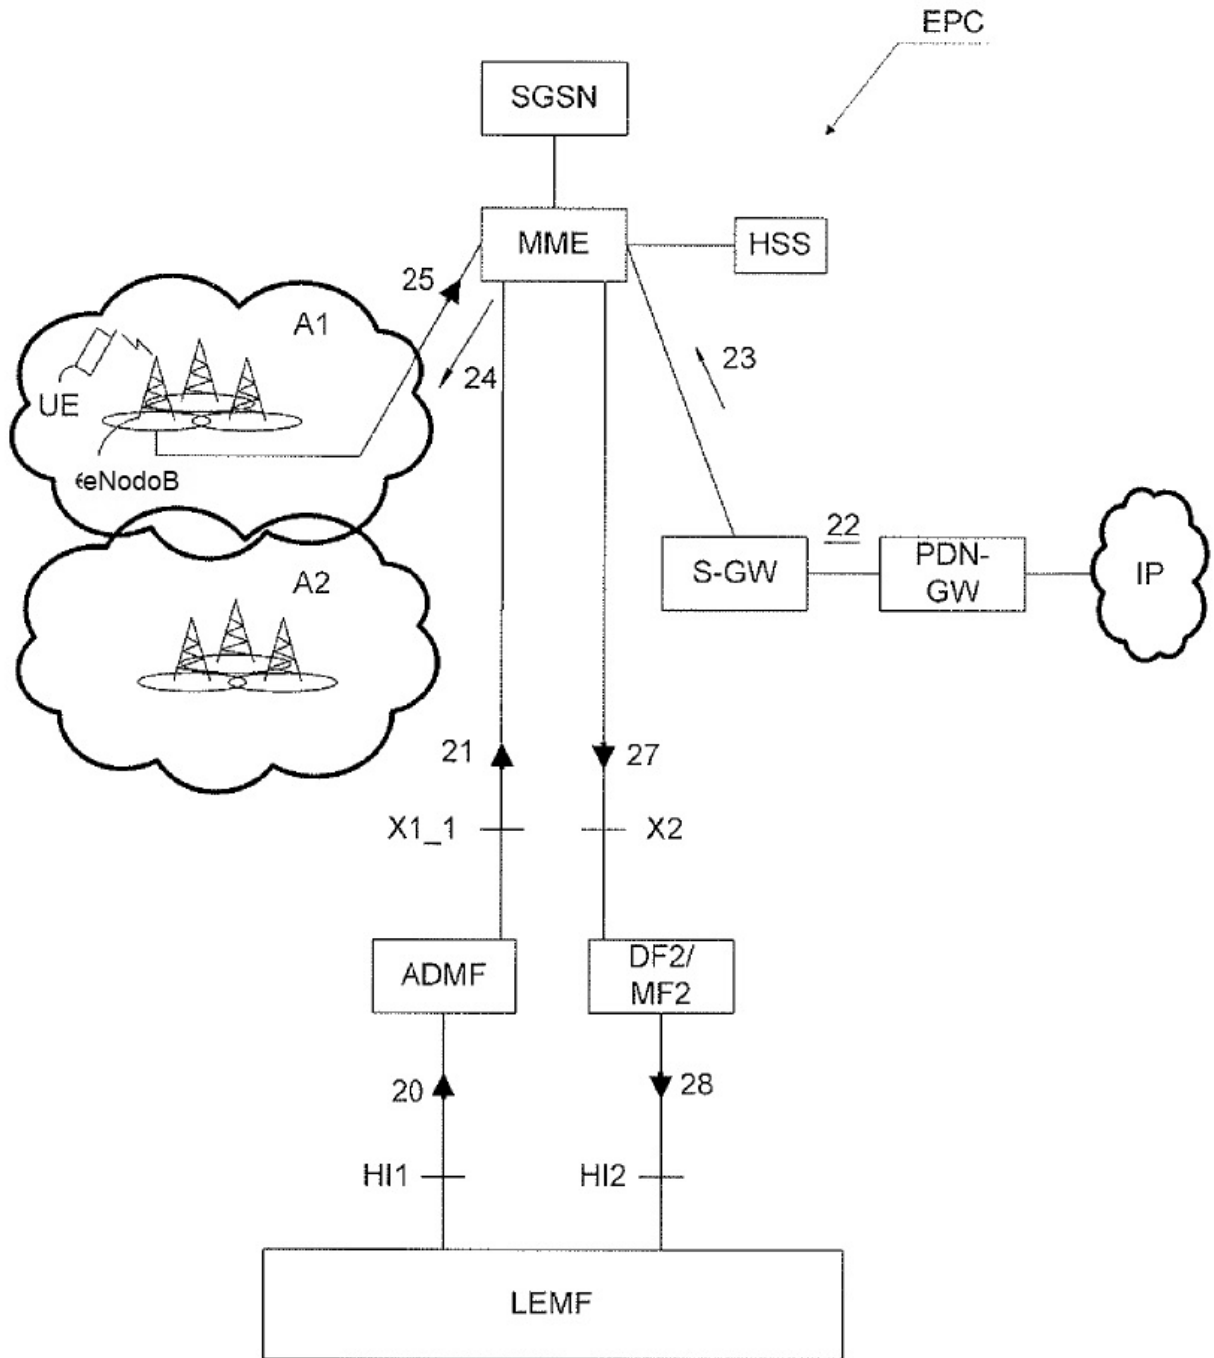 EPC
SGSN
MME
HSS
25
A1
24
23
UE
eNodoB
22
S-GW
PDN-
GW
IP
A2
21
27
X1_1
X2
ADMF
DF2/
MF2
20
28
HI1
HI2
LEMF